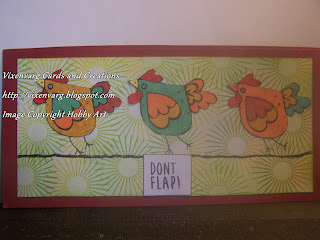 Vixenvarg Cards and Creations
http://vixenvarg.blogspot.com
Image Copyright Hobby Art
DONT
FLAP!